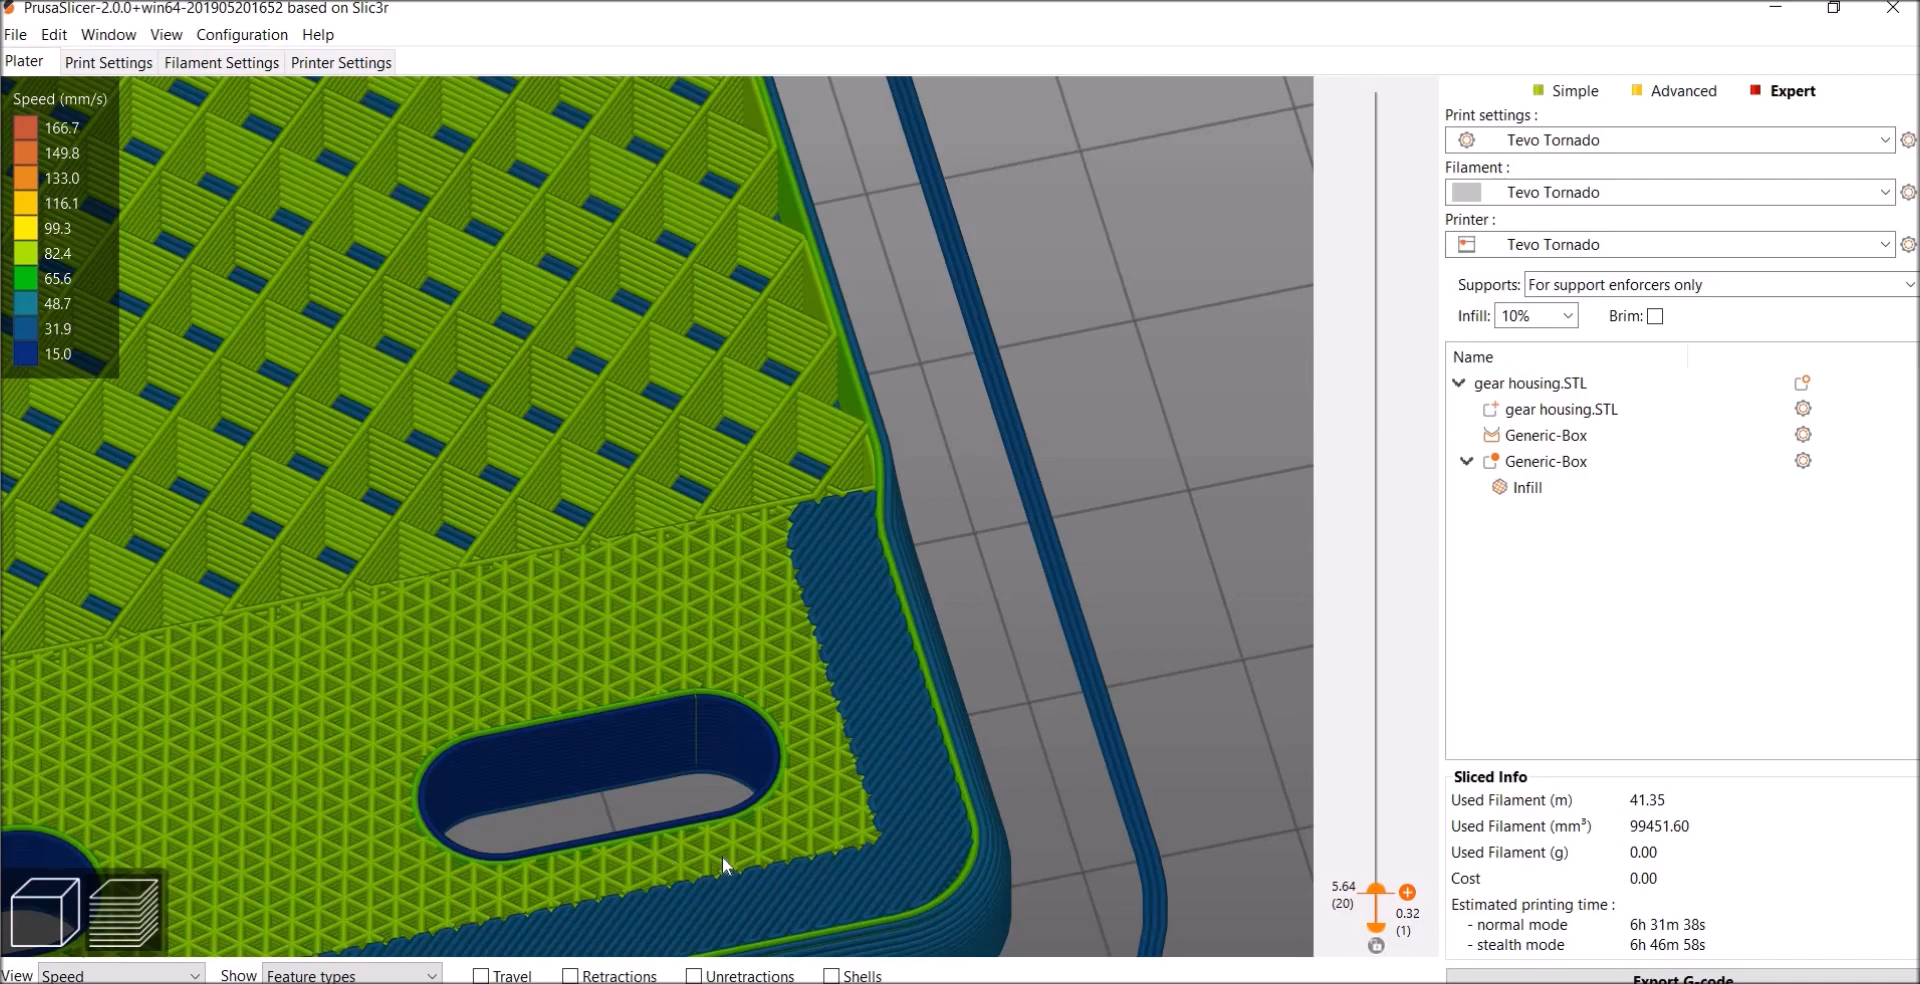 PrusaSlicer-2.0.0+win64-201905201652 based on Slic3r
File Edit Window View Configuration Help
Plater Print Settings Filament Settings Printer Settings
Speed (mm/s)
166.7
149.8
133.0
116.1
99.3
82.4
65.6
48.7
31.9
15.0
5.64
(20)
0.32
(1)
Simple Advanced Expert
Print settings :
Tevo Tornado
Filament :
Tevo Tornado
Printer :
Tevo Tornado
Supports: For support enforcers only
Infill: 10% Brim:
Name
gear housing.STL
gear housing.STL
Generic-Box
Generic-Box
Infill
Sliced Info
Used Filament (m) 41.35
Used Filament (mm³) 99451.60
Used Filament (g) 0.00
Cost 0.00
Estimated printing time :
- normal mode 6h 31m 38s
- stealth mode 6h 46m 58s
View Speed Show Feature types Travel Retractions Unretractions Shells
Export G-code